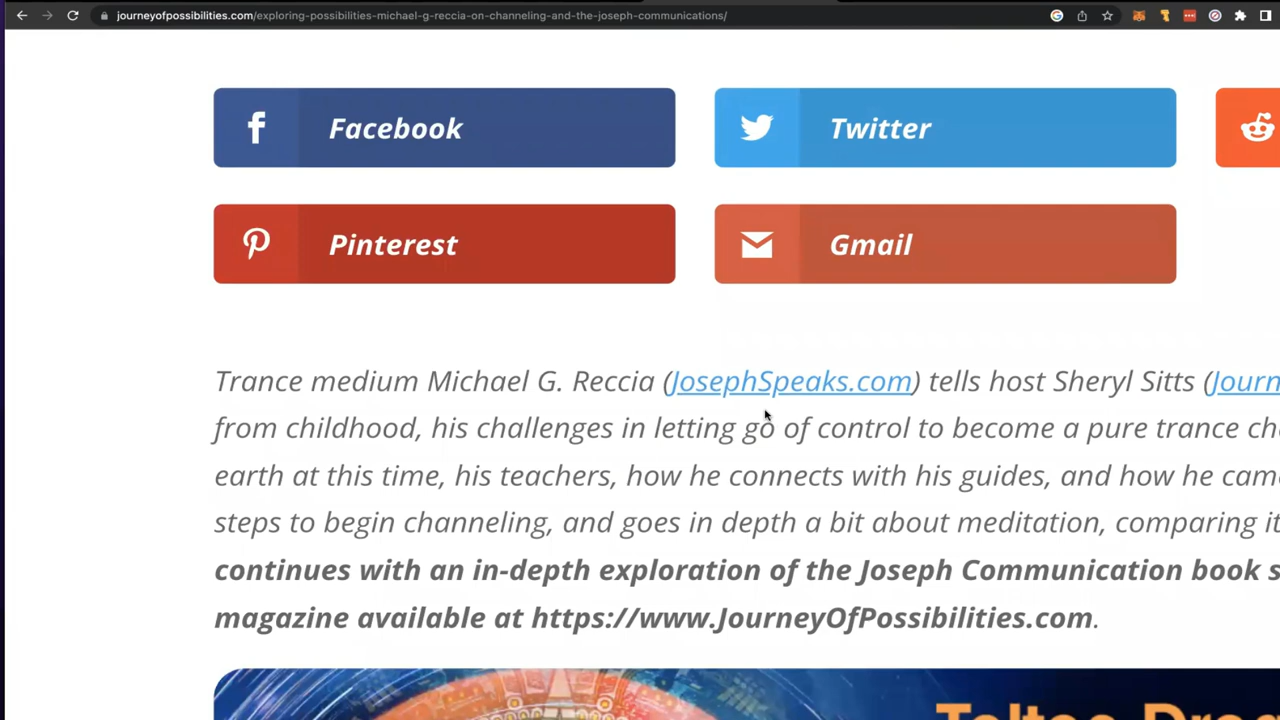 journeyofpossibilities.com/exploring-possibilities-michael-g-reccia-on-channeling-and-the-joseph-communications/
Facebook
Twitter
Pinterest
Gmail
Trance medium Michael G. Reccia (JosephSpeaks.com) tells host Sheryl Sitts (Journ
from childhood, his challenges in letting go of control to become a pure trance ch
earth at this time, his teachers, how he connects with his guides, and how he cam
steps to begin channeling, and goes in depth a bit about meditation, comparing it
continues with an in-depth exploration of the Joseph Communication book s
magazine available at https://www.JourneyOfPossibilities.com.